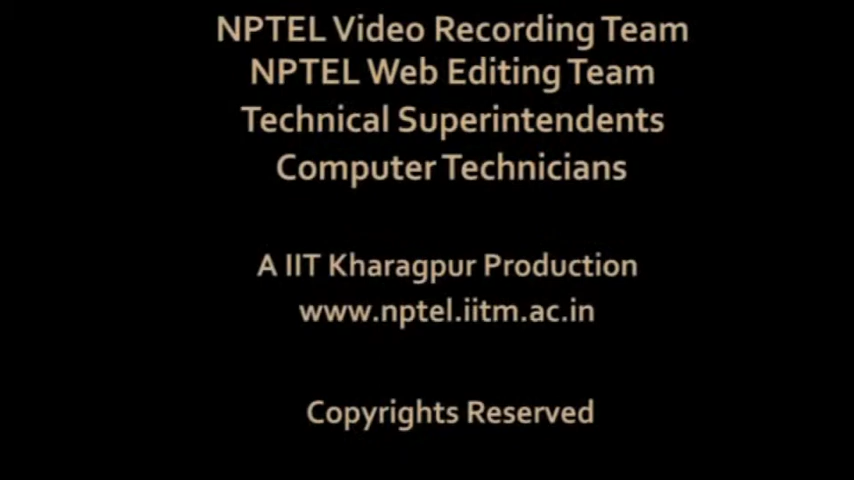 NPTEL Video Recording Team
NPTEL Web Editing Team
Technical Superintendents
Computer Technicians
A IIT Kharagpur Production
www.nptel.iitm.ac.in
Copyrights Reserved